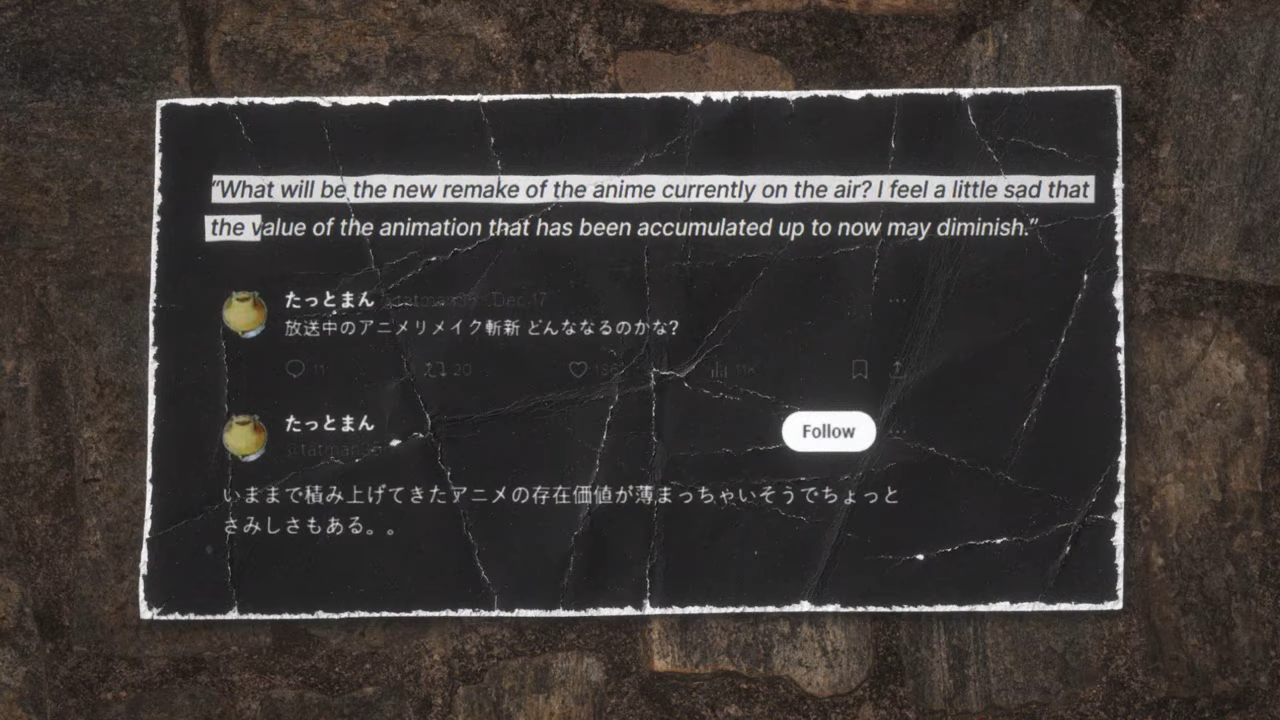 “What will be the new remake of the anime currently on the air? I feel a little sad that
the value of the animation that has been accumulated up to now may diminish.”
たっとまん Dec 17
放送中のアニメリメイク斬新 どんななるのかな?
11 20 11K
たっとまん
Follow
いままで積み上げてきたアニメの存在価値が薄まっちゃいそうでちょっと
さみしさもある。。